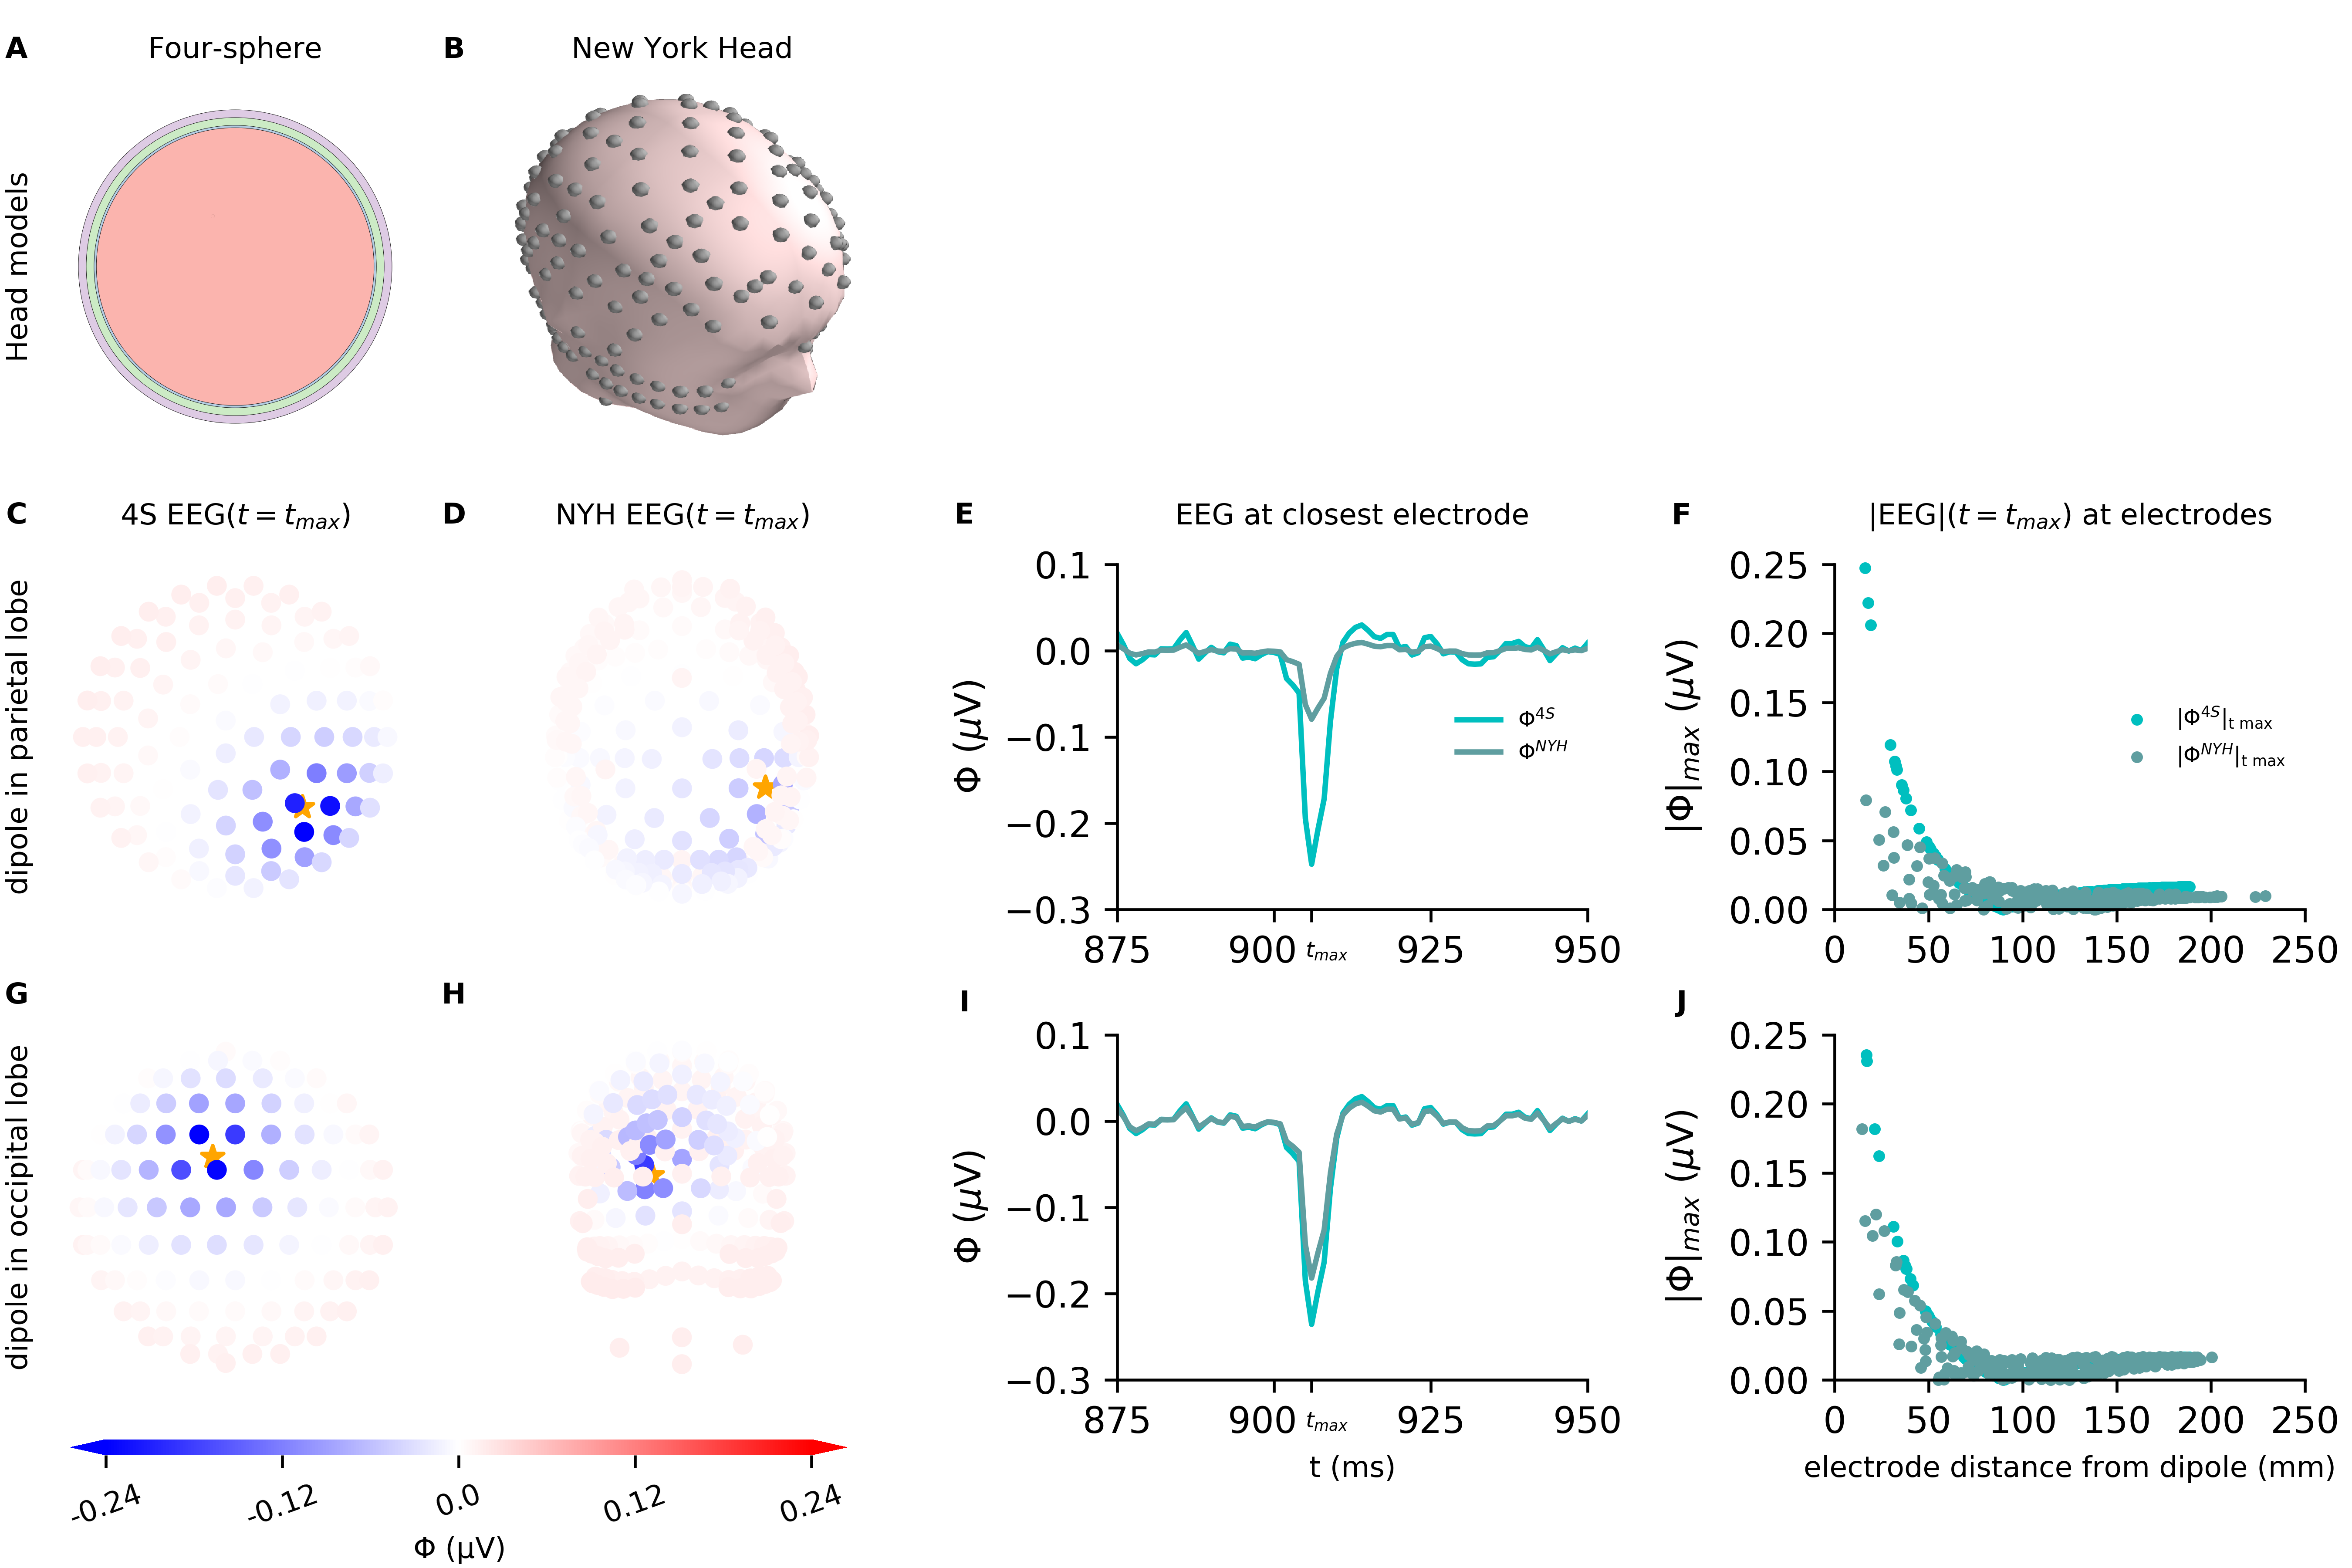 A Four-sphere B New York Head
Head models
C 4S EEG(t = t_max) D NYH EEG(t = t_max) E EEG at closest electrode F |EEG|(t = t_max) at electrodes
dipole in parietal lobe
Φ (μV)
0.1
0.0
−0.1
−0.2
−0.3
875 900 t_max 925 950
Φ^4S
Φ^NYH
|Φ|_max (μV)
0.25
0.20
0.15
0.10
0.05
0.00
0 50 100 150 200 250
|Φ^4S|_t max
|Φ^NYH|_t max
G H I J
dipole in occipital lobe
Φ (μV)
0.1
0.0
−0.1
−0.2
−0.3
875 900 t_max 925 950
t (ms)
|Φ|_max (μV)
0.25
0.20
0.15
0.10
0.05
0.00
0 50 100 150 200 250
electrode distance from dipole (mm)
-0.24 -0.12 0.0 0.12 0.24
Φ (μV)